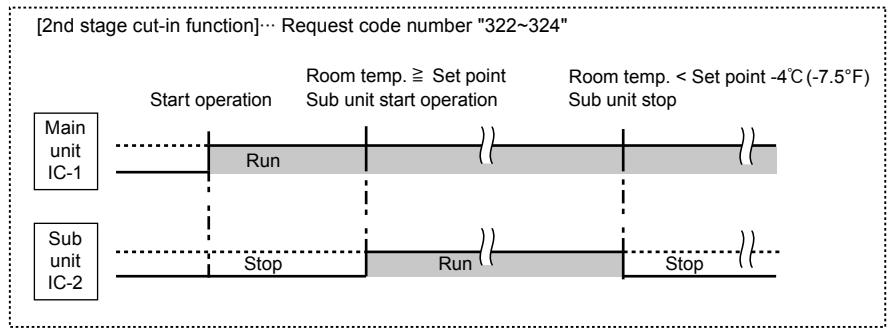 [2nd stage cut-in function]··· Request code number "322~324"
Room temp. ≧ Set point
Room temp. < Set point -4℃ (-7.5°F)
Start operation
Sub unit start operation
Sub unit stop
Main
unit
IC-1
Run
Sub
unit
IC-2
Stop
Run
Stop